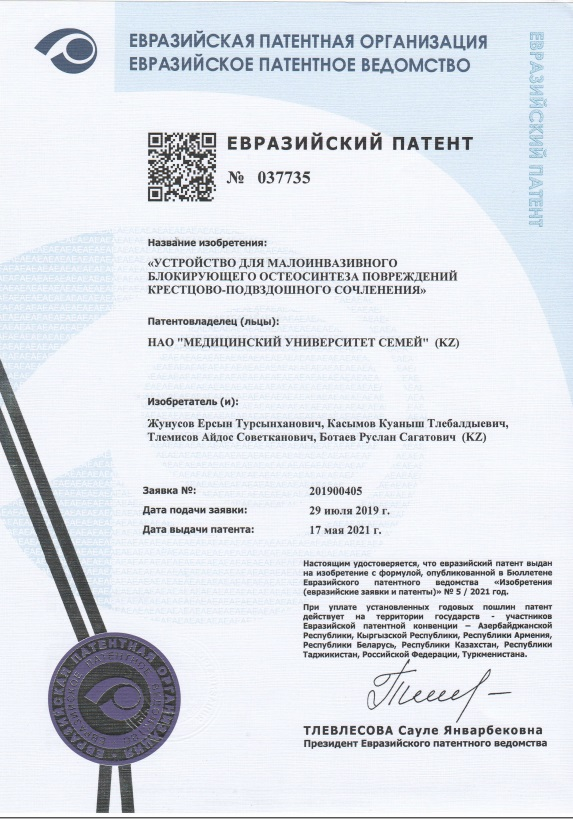 ЕВРАЗИЙСКАЯ ПАТЕНТНАЯ ОРГАНИЗАЦИЯ
ЕВРАЗИЙСКОЕ ПАТЕНТНОЕ ВЕДОМСТВО
ЕВРАЗИЙСКИЙ ПАТЕНТ
ЕВРАЗИЙСКИЙ ПАТЕНТ
№ 037735
Название изобретения:
«УСТРОЙСТВО ДЛЯ МАЛОИНВАЗИВНОГО
БЛОКИРУЮЩЕГО ОСТЕОСИНТЕЗА ПОВРЕЖДЕНИЙ
КРЕСТЦОВО-ПОДВЗДОШНОГО СОЧЛЕНЕНИЯ»
Патентовладелец (льцы):
НАО "МЕДИЦИНСКИЙ УНИВЕРСИТЕТ СЕМЕЙ" (KZ)
Изобретатель (и):
Жунусов Ерсын Турсынханович, Касымов Куаныш Тлебалдыевич,
Тлемисов Айдос Советканович, Ботаев Руслан Сагатович (KZ)
Заявка №: 201900405
Дата подачи заявки: 29 июля 2019 г.
Дата выдачи патента: 17 мая 2021 г.
Настоящим удостоверяется, что евразийский патент выдан
на изобретение с формулой, опубликованной в Бюллетене
Евразийского патентного ведомства «Изобретения
(евразийские заявки и патенты)» № 5 / 2021 год.
При уплате установленных годовых пошлин патент
действует на территории государств - участников
Евразийской патентной конвенции – Азербайджанской
Республики, Кыргызской Республики, Республики Армения,
Республики Беларусь, Республики Казахстан, Республики
Таджикистан, Российской Федерации, Туркменистана.
ТЛЕВЛЕСОВА Сауле Январбековна
Президент Евразийского патентного ведомства
ЕВРАЗИЙСКАЯ ПАТЕНТНАЯ ОРГАНИЗАЦИЯ